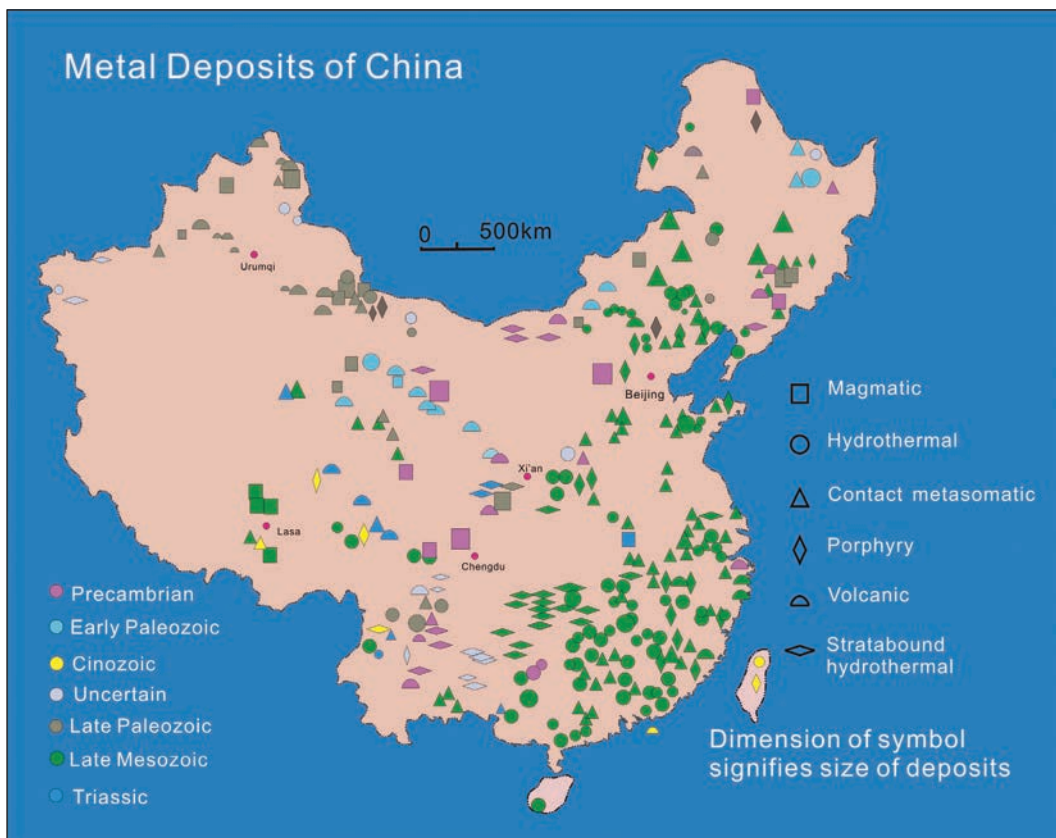 Metal Deposits of China
0 500km
Urumqi
Beijing
Xi'an
Lasa
Chengdu
Magmatic
Hydrothermal
Contact metasomatic
Porphyry
Volcanic
Stratabound
hydrothermal
Precambrian
Early Paleozoic
Cinozoic
Uncertain
Late Paleozoic
Late Mesozoic
Triassic
Dimension of symbol
signifies size of deposits